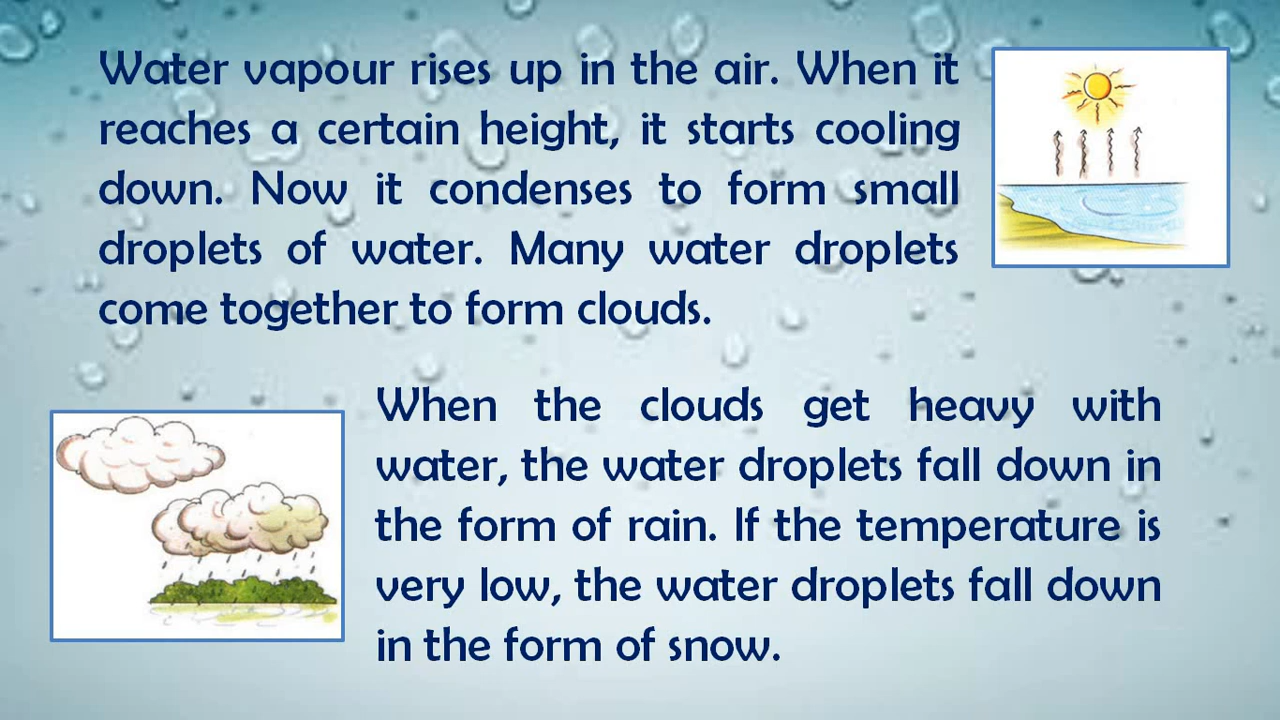 Water vapour rises up in the air. When it
reaches a certain height, it starts cooling
down. Now it condenses to form small
droplets of water. Many water droplets
come together to form clouds.
When the clouds get heavy with
water, the water droplets fall down in
the form of rain. If the temperature is
very low, the water droplets fall down
in the form of snow.